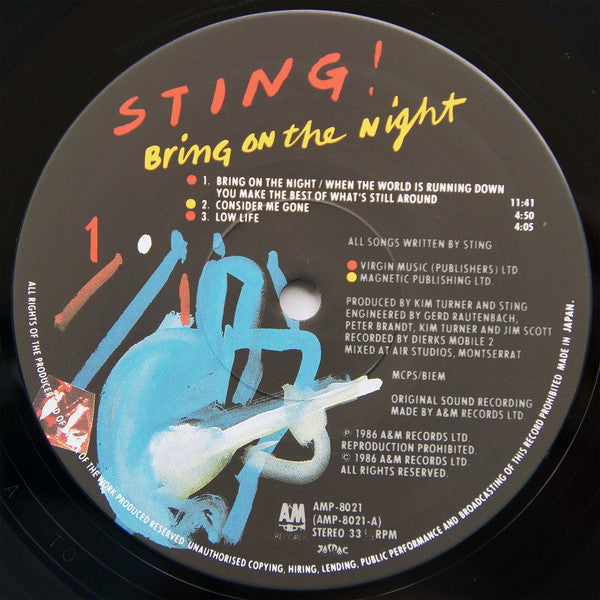 STING!
Bring on the night
1. BRING ON THE NIGHT / WHEN THE WORLD IS RUNNING DOWN
YOU MAKE THE BEST OF WHAT'S STILL AROUND 11:41
2. CONSIDER ME GONE 4:50
3. LOW LIFE 4:05
1
ALL SONGS WRITTEN BY STING
VIRGIN MUSIC (PUBLISHERS) LTD.
MAGNETIC PUBLISHING LTD.
PRODUCED BY KIM TURNER AND STING
ENGINEERED BY GERD RAUTENBACH,
PETER BRANDT, KIM TURNER AND JIM SCOTT
RECORDED BY DIERKS MOBILE 2
MIXED AT AIR STUDIOS, MONTSERRAT
MCPS/BIEM
ORIGINAL SOUND RECORDING
MADE BY A&M RECORDS LTD.
℗ 1986 A&M RECORDS LTD.
REPRODUCTION PROHIBITED.
© 1986 A&M RECORDS LTD.
ALL RIGHTS RESERVED.
A&M
RECORDS
AMP-8021
(AMP-8021-A)
STEREO 33 RPM
ALL RIGHTS OF THE PRODUCER AND OF OF THE WORK PRODUCED RESERVED. UNAUTHORISED COPYING, HIRING, LENDING, PUBLIC PERFORMANCE AND BROADCASTING OF THIS RECORD PROHIBITED MADE IN JAPAN.